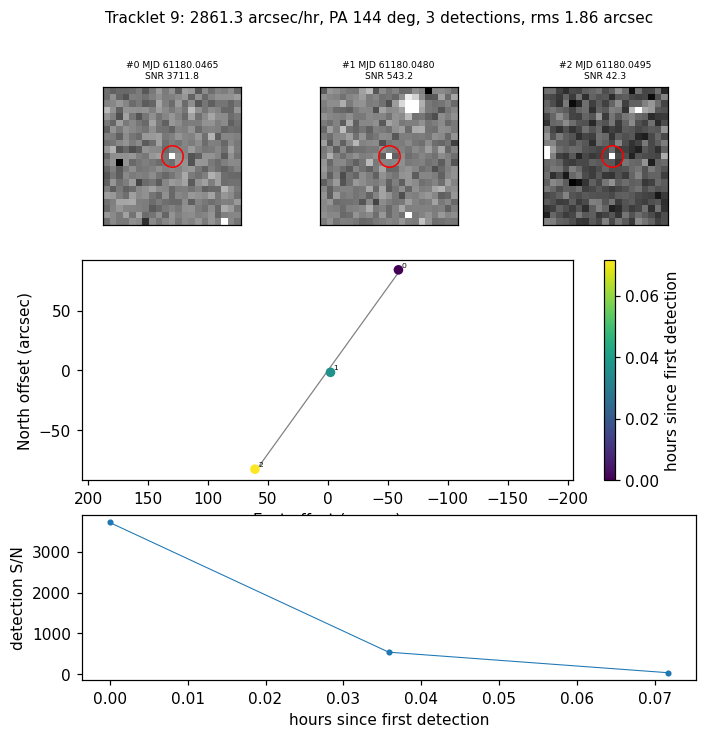 Tracklet 9: 2861.3 arcsec/hr, PA 144 deg, 3 detections, rms 1.86 arcsec
#0 MJD 61180.0465
SNR 3711.8
#1 MJD 61180.0480
SNR 543.2
#2 MJD 61180.0495
SNR 42.3
North offset (arcsec)
50
0
−50
0
1
2
200 150 100 50 0 −50 −100 −150 −200
0.06
0.04
0.02
0.00
hours since first detection
detection S/N
3000
2000
1000
0
0.00 0.01 0.02 0.03 0.04 0.05 0.06 0.07
hours since first detection